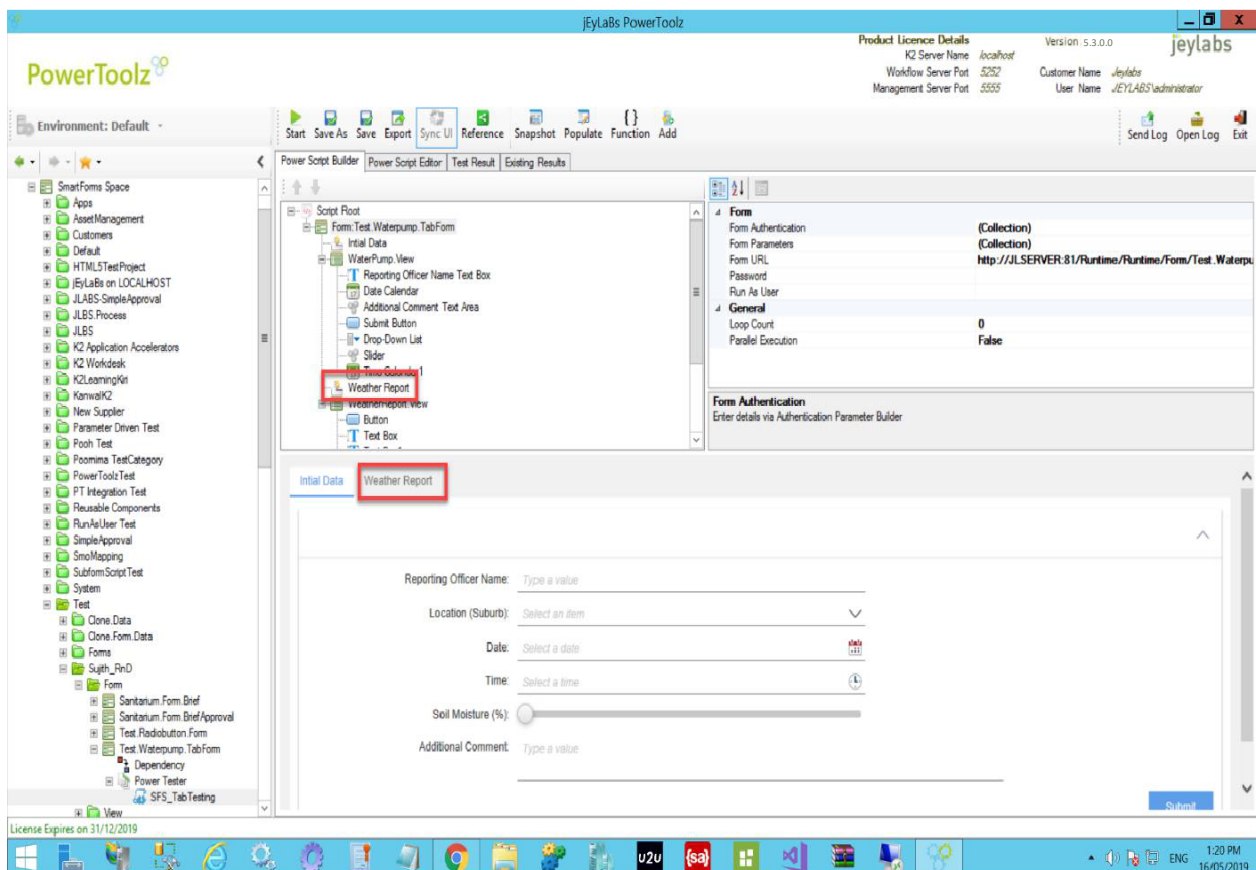 jEyLaBs PowerToolz
X
PowerToolz
Product Licence Details
K2 Server Name localhost
Workflow Server Port 5252
Management Server Port 5555
Version 5.3.0.0
Customer Name Jeylabs
User Name JEYLABS\administrator
jeylabs
Environment: Default
Start Save As Save Export Sync UI Reference Snapshot Populate Function Add
Send Log Open Log Exit
Power Script Builder Power Script Editor Test Result Existing Results
SmartForms Space
Apps
AssetManagement
Customers
Default
HTML5TestProject
jEyLaBs on LOCALHOST
JLABS-SimpleApproval
JLBS.Process
JLBS
K2 Application Accelerators
K2 Workdesk
K2LearningKiri
KanwalK2
New Supplier
Parameter Driven Test
Pooh Test
Poornima TestCategory
PowerToolzTest
PT Integration Test
Reusable Components
RunAsUser Test
SimpleApproval
SmoMapping
SubformScriptTest
System
Test
Clone.Data
Clone.Form.Data
Forms
Sujith_RnD
Form
Sanitarium.Form.Brief
Sanitarium.Form.BriefApproval
Test.Radiobutton.Form
Test.Waterpump.TabForm
Dependency
Power Tester
SFS_TabTesting
View
Script Root
Form:Test.Waterpump.TabForm
Intial Data
WaterPump.View
Reporting Officer Name Text Box
Date Calendar
Additional Comment Text Area
Submit Button
Drop-Down List
Slider
Time Calendar1
Weather Report
WeatherReport.View
Button
Text Box
Form
Form Authentication (Collection)
Form Parameters (Collection)
Form URL http://JLSERVER:81/Runtime/Runtime/Form/Test.Waterpu
Password
Run As User
General
Loop Count 0
Parallel Execution False
Form Authentication
Enter details via Authentication Parameter Builder
Intial Data Weather Report
Reporting Officer Name: Type a value
Location (Suburb): Select an item
Date: Select a date
Time: Select a time
Soil Moisture (%):
Additional Comment: Type a value
Submit
License Expires on 31/12/2019
u2u {sa} ENG 1:20 PM
16/05/2019